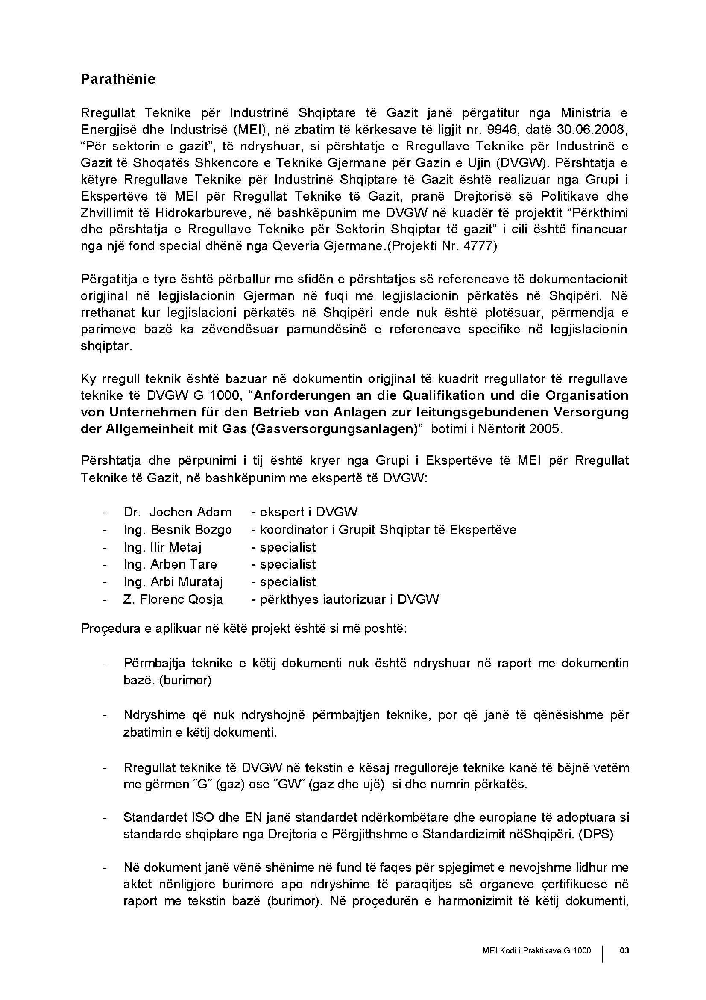 Parathënie
Rregullat Teknike për Industrinë Shqiptare të Gazit janë përgatitur nga Ministria e
Energjisë dhe Industrisë (MEI), në zbatim të kërkesave të ligjit nr. 9946, datë 30.06.2008,
“Për sektorin e gazit”, të ndryshuar, si përshtatje e Rregullave Teknike për Industrinë e
Gazit të Shoqatës Shkencore e Teknike Gjermane për Gazin e Ujin (DVGW). Përshtatja e
këtyre Rregullave Teknike për Industrinë Shqiptare të Gazit është realizuar nga Grupi i
Ekspertëve të MEI për Rregullat Teknike të Gazit, pranë Drejtorisë së Politikave dhe
Zhvillimit të Hidrokarbureve, në bashkëpunim me DVGW në kuadër të projektit “Përkthimi
dhe përshtatja e Rregullave Teknike për Sektorin Shqiptar të gazit” i cili është financuar
nga një fond special dhënë nga Qeveria Gjermane.(Projekti Nr. 4777)
Përgatitja e tyre është përballur me sfidën e përshtatjes së referencave të dokumentacionit
origjinal në legjislacionin Gjerman në fuqi me legjislacionin përkatës në Shqipëri. Në
rrethanat kur legjislacioni përkatës në Shqipëri ende nuk është plotësuar, përmendja e
parimeve bazë ka zëvendësuar pamundësinë e referencave specifike në legjislacionin
shqiptar.
Ky rregull teknik është bazuar në dokumentin origjinal të kuadrit rregullator të rregullave
teknike të DVGW G 1000, “Anforderungen an die Qualifikation und die Organisation
von Unternehmen für den Betrieb von Anlagen zur leitungsgebundenen Versorgung
der Allgemeinheit mit Gas (Gasversorgungsanlagen)” botimi i Nëntorit 2005.
Përshtatja dhe përpunimi i tij është kryer nga Grupi i Ekspertëve të MEI për Rregullat
Teknike të Gazit, në bashkëpunim me ekspertë të DVGW:
- Dr. Jochen Adam - ekspert i DVGW
- Ing. Besnik Bozgo - koordinator i Grupit Shqiptar të Ekspertëve
- Ing. Ilir Metaj - specialist
- Ing. Arben Tare - specialist
- Ing. Arbi Murataj - specialist
- Z. Florenc Qosja - përkthyes iautorizuar i DVGW
Proçedura e aplikuar në këtë projekt është si më poshtë:
- Përmbajtja teknike e këtij dokumenti nuk është ndryshuar në raport me dokumentin
bazë. (burimor)
- Ndryshime që nuk ndryshojnë përmbajtjen teknike, por që janë të qënësishme për
zbatimin e këtij dokumenti.
- Rregullat teknike të DVGW në tekstin e kësaj rregulloreje teknike kanë të bëjnë vetëm
me gërmen ˝G˝ (gaz) ose ˝GW˝ (gaz dhe ujë) si dhe numrin përkatës.
- Standardet ISO dhe EN janë standardet ndërkombëtare dhe europiane të adoptuara si
standarde shqiptare nga Drejtoria e Përgjithshme e Standardizimit nëShqipëri. (DPS)
- Në dokument janë vënë shënime në fund të faqes për spjegimet e nevojshme lidhur me
aktet nënligjore burimore apo ndryshime të paraqitjes së organeve çertifikuese në
raport me tekstin bazë (burimor). Në proçedurën e harmonizimit të këtij dokumenti,
MEI Kodi i Praktikave G 1000 03